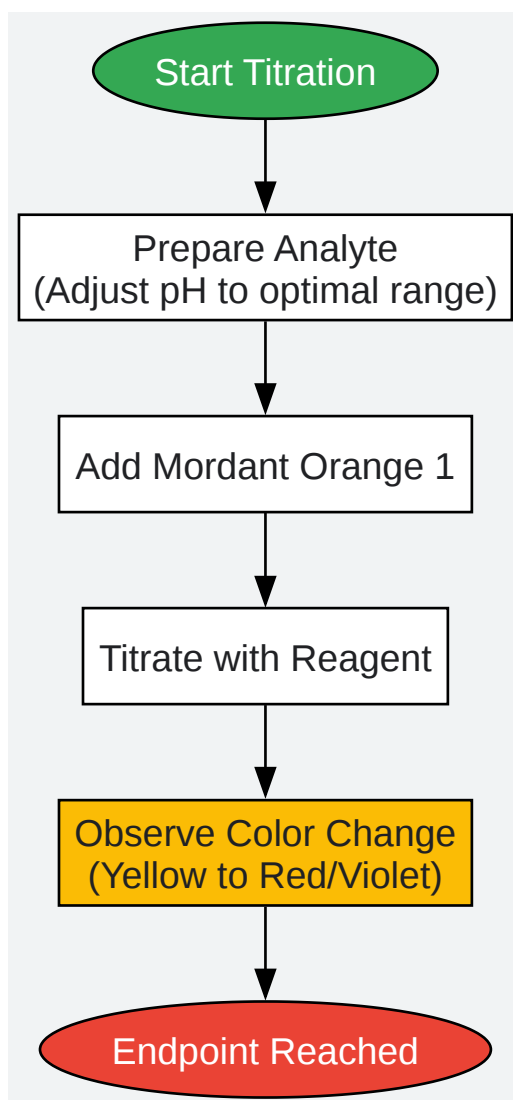 Start Titration
Prepare Analyte
(Adjust pH to optimal range)
Add Mordant Orange 1
Titrate with Reagent
Observe Color Change
(Yellow to Red/Violet)
Endpoint Reached